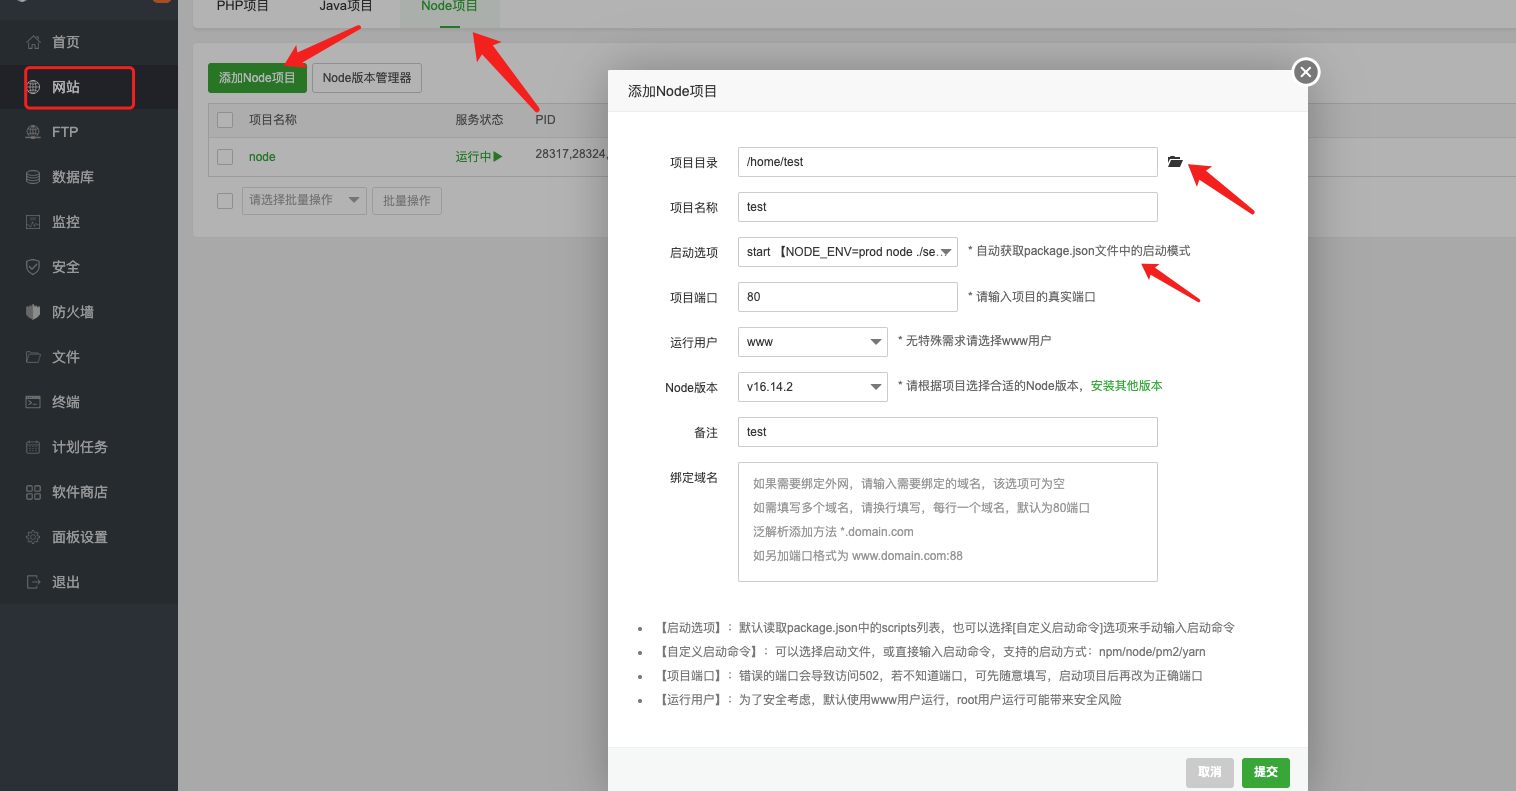 PHP项目
Java项目
Node项目
首页
网站
FTP
数据库
监控
安全
防火墙
文件
终端
计划任务
软件商店
面板设置
退出
添加Node项目
Node版本管理器
项目名称
服务状态
PID
node
运行中
28317,28324,
请选择批量操作
批量操作
添加Node项目
项目目录
/home/test
项目名称
test
启动选项
start 【NODE_ENV=prod node ./se..
* 自动获取package.json文件中的启动模式
项目端口
80
* 请输入项目的真实端口
运行用户
www
* 无特殊需求请选择www用户
Node版本
v16.14.2
* 请根据项目选择合适的Node版本，安装其他版本
备注
test
绑定域名
如果需要绑定外网，请输入需要绑定的域名，该选项可为空
如需填写多个域名，请换行填写，每行一个域名，默认为80端口
泛解析添加方法 *.domain.com
如另加端口格式为 www.domain.com:88
【启动选项】：默认读取package.json中的scripts列表，也可以选择[自定义启动命令]选项来手动输入启动命令
【自定义启动命令】：可以选择启动文件，或直接输入启动命令，支持的启动方式：npm/node/pm2/yarn
【项目端口】：错误的端口会导致访问502，若不知道端口，可先随意填写，启动项目后再改为正确端口
【运行用户】：为了安全考虑，默认使用www用户运行，root用户运行可能带来安全风险
取消
提交